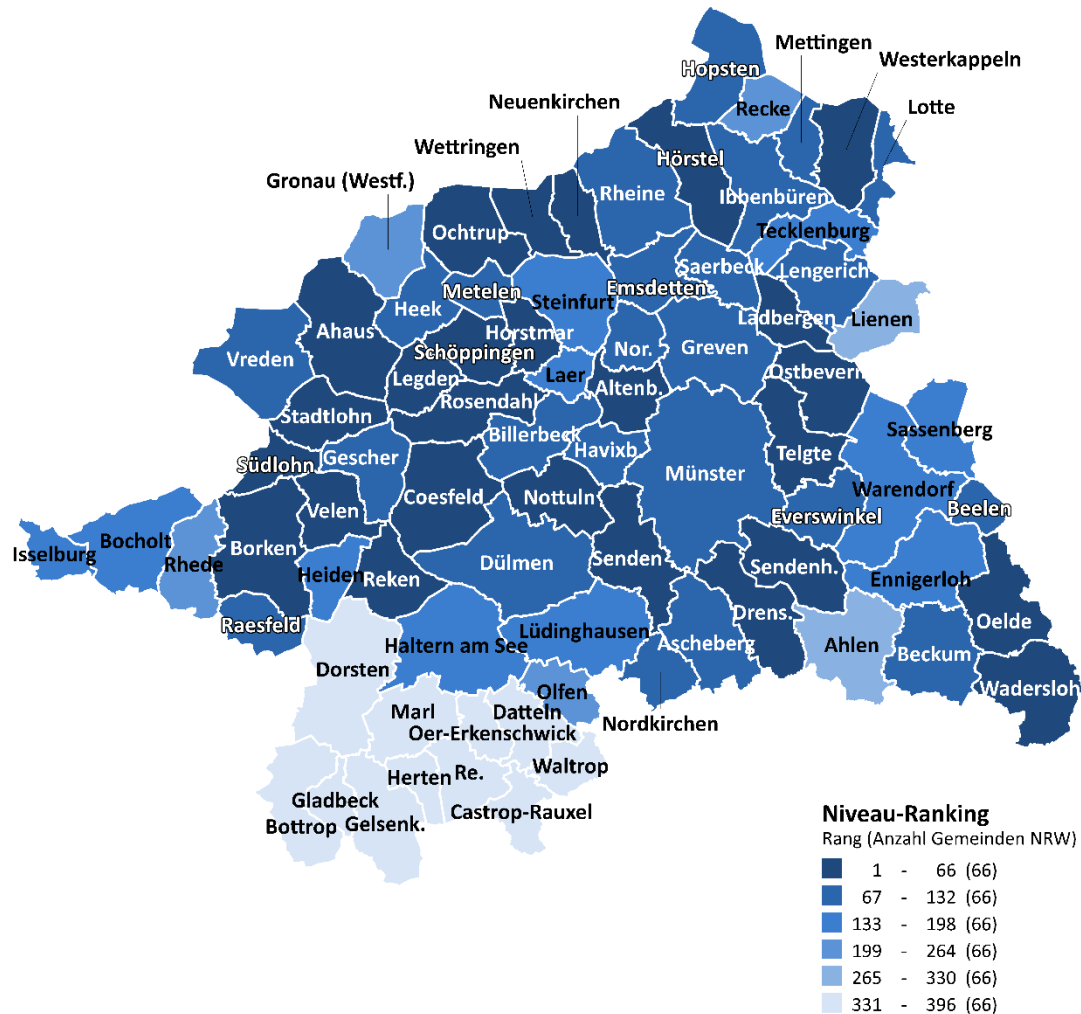 Mettingen
Hopsten
Westerkappeln
Neuenkirchen
Recke
Lotte
Wettringen
Hörstel
Gronau (Westf.)
Rheine
Ibbenbüren
Ochtrup
Tecklenburg
Saerbeck
Lengerich
Metelen
Emsdetten
Steinfurt
Heek
Ladbergen
Lienen
Ahaus
Horstmar
Nor.
Greven
Vreden
Schöppingen
Legden
Laer
Altenb.
Ostbevern
Rosendahl
Stadtlohn
Billerbeck
Sassenberg
Havixb.
Telgte
Südlohn
Gescher
Münster
Warendorf
Coesfeld
Nottuln
Beelen
Velen
Everswinkel
Bocholt
Isselburg
Borken
Rhede
Dülmen
Senden
Sendenh.
Heiden
Reken
Ennigerloh
Drens.
Raesfeld
Lüdinghausen
Oelde
Haltern am See
Ascheberg
Ahlen
Beckum
Dorsten
Wadersloh
Olfen
Marl
Datteln
Nordkirchen
Oer-Erkenschwick
Waltrop
Herten
Re.
Gladbeck
Castrop-Rauxel
Bottrop
Gelsenk.
Niveau-Ranking
Rang (Anzahl Gemeinden NRW)
1 - 66 (66)
67 - 132 (66)
133 - 198 (66)
199 - 264 (66)
265 - 330 (66)
331 - 396 (66)